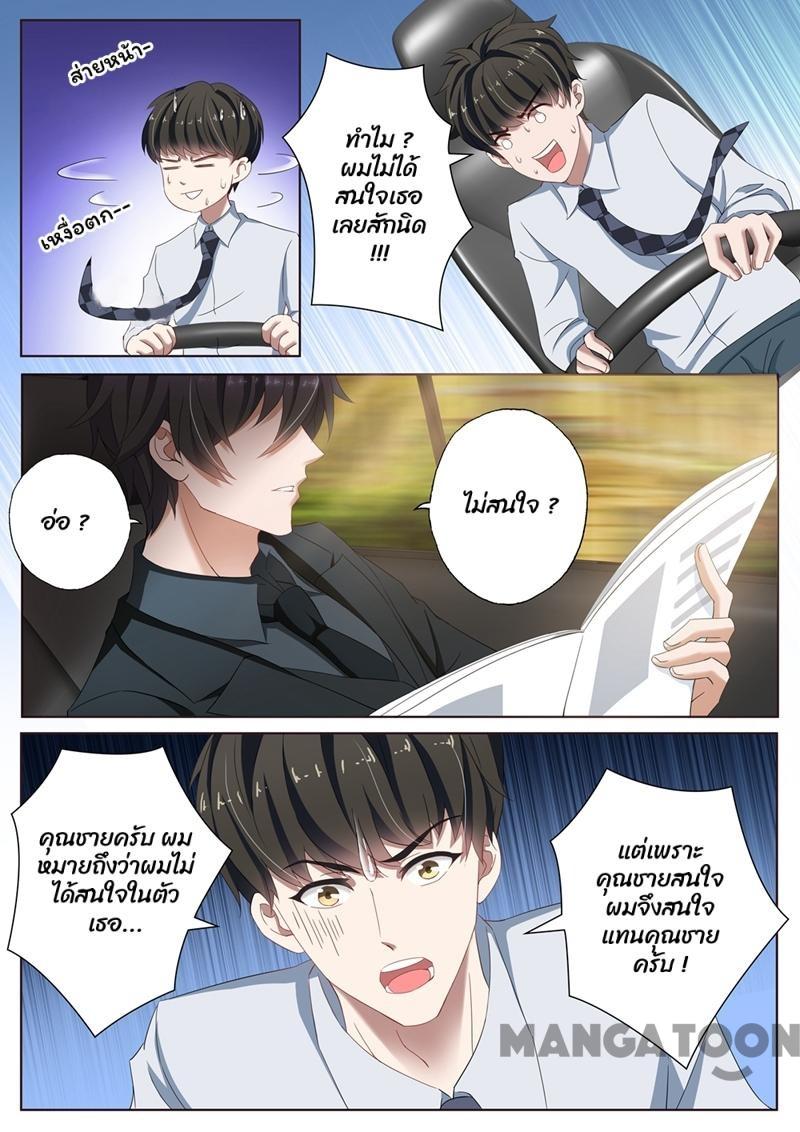 ส่ายหน้า-
เหงื่อตก--
ทำไม ?
ผมไม่ได้
สนใจเธอ
เลยสักนิด
!!!
อ่อ ?
ไม่สนใจ ?
คุณชายครับ ผม
หมายถึงว่าผมไม่
ได้สนใจในตัว
เธอ...
แต่เพราะ
คุณชายสนใจ
ผมจึงสนใจ
แทนคุณชาย
ครับ !
MANGATOON